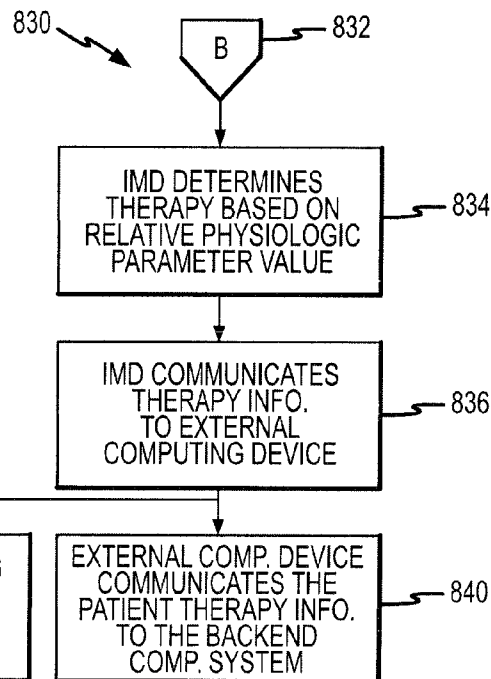 830
B
832
IMD DETERMINES
THERAPY BASED ON
RELATIVE PHYSIOLOGIC
PARAMETER VALUE
834
IMD COMMUNICATES
THERAPY INFO.
TO EXTERNAL
COMPUTING DEVICE
836
EXTERNAL COMP. DEVICE
COMMUNICATES THE
PATIENT THERAPY INFO.
TO THE BACKEND
COMP. SYSTEM
840